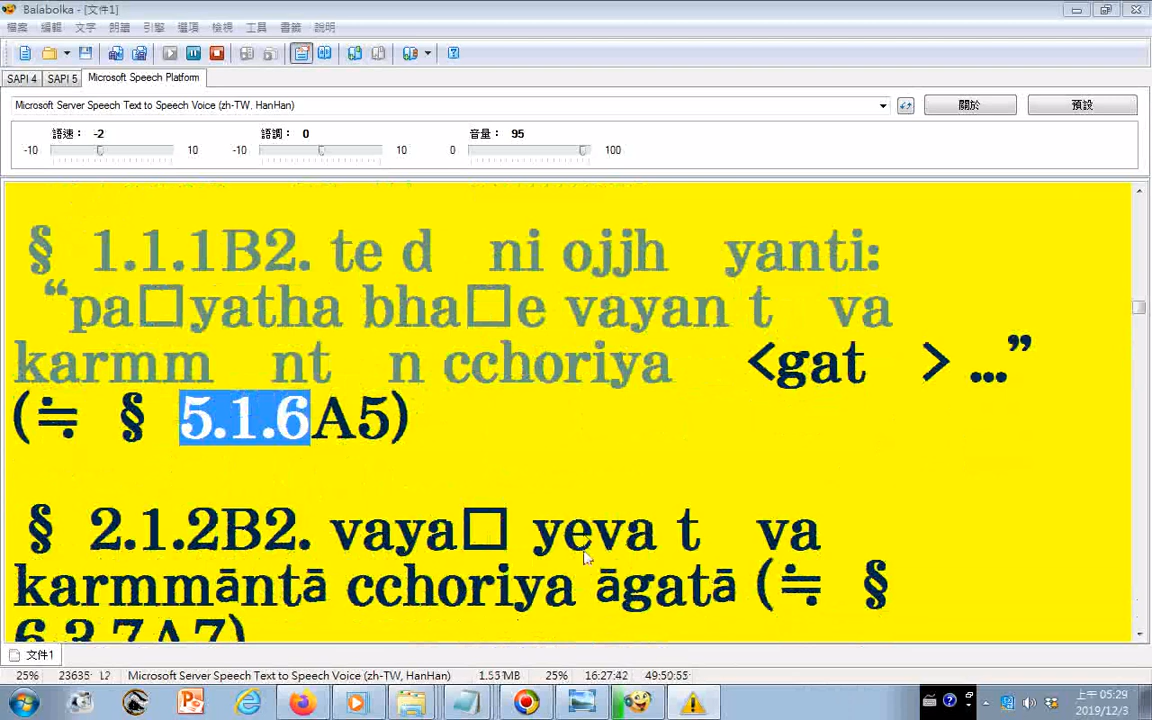 Balabolka - [文件1]
檔案 編輯 文字 朗誦 引擎 選項 檢視 工具 書籤 說明
SAPI 4 SAPI 5 Microsoft Speech Platform
Microsoft Server Speech Text to Speech Voice (zh-TW, HanHan) 關於 預設
語速： -2 語調： 0 音量： 95
-10 10 -10 10 0 100
§ 1.1.1B2. te d ni ojjh yanti:
“pa□yatha bha□e vayan t va
karmm nt n cchoriya <gat > ...”
(≒ § 5.1.6A5)
§ 2.1.2B2. vaya□ yeva t va
karmmāntā cchoriya āgatā (≒ §
6.3.7A7)
文件1
25% 23635: 12 Microsoft Server Speech Text to Speech Voice (zh-TW, HanHan) 1.53 MB 25% 16:27:42 49:50:55
上午 05:29
2019/12/3